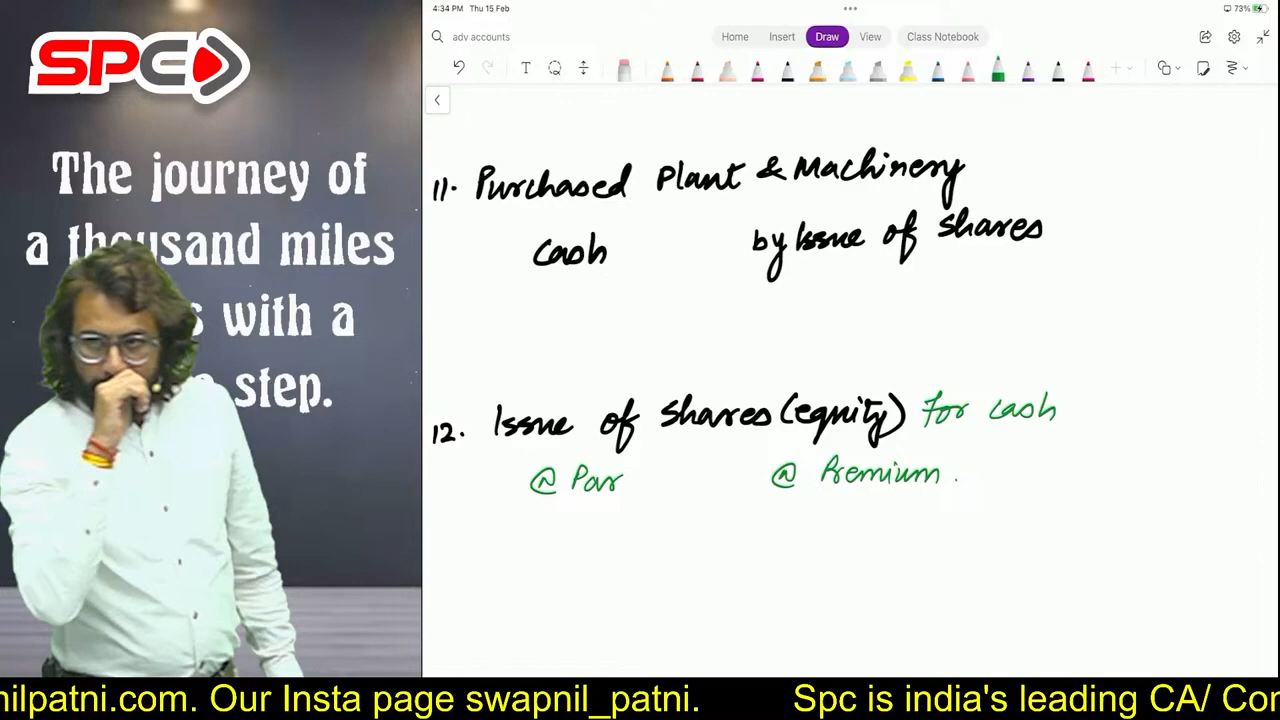 4:34 PM Thu 15 Feb
73%
adv accounts
Home Insert Draw View Class Notebook
SPC
The journey of
a thousand miles
s with a
step.
11. Purchased Plant & Machinery
cash by Issue of shares
12. Issue of shares (equity) for cash
@ Par @ Premium.
nilpatni.com. Our Insta page swapnil_patni. Spc is india's leading CA/ Con